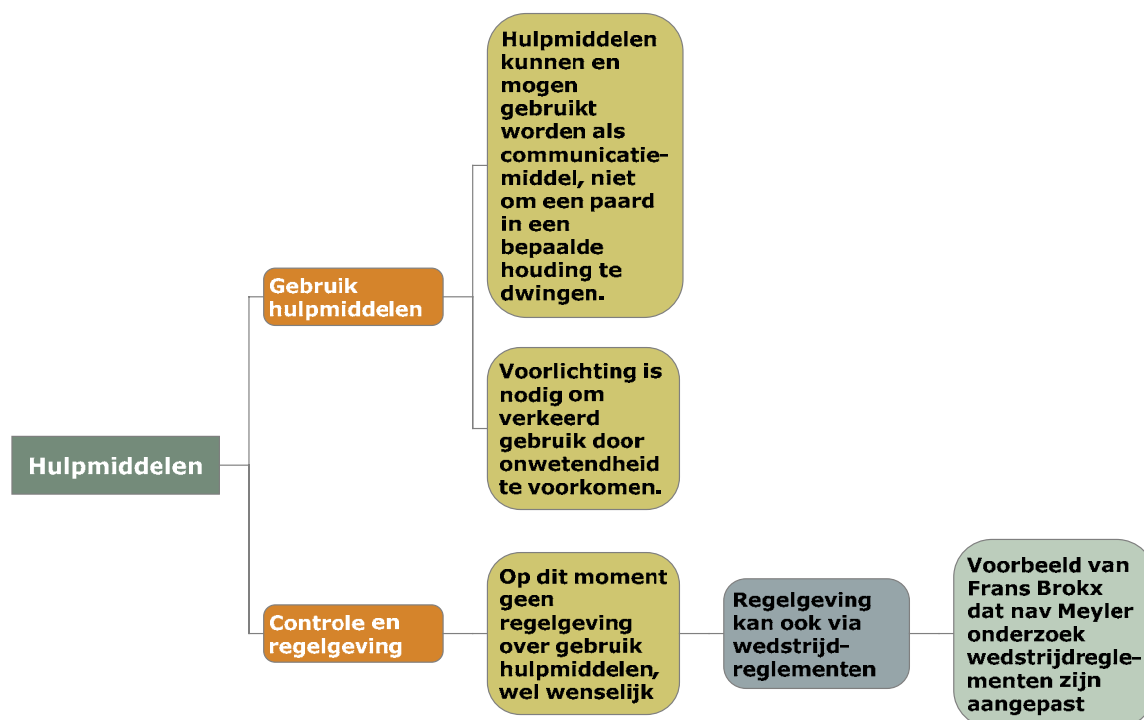 Hulpmiddelen
Gebruik
hulpmiddelen
Hulpmiddelen
kunnen en
mogen
gebruikt
worden als
communicatie-
middel, niet
om een paard
in een
bepaalde
houding te
dwingen.
Voorlichting is
nodig om
verkeerd
gebruik door
onwetendheid
te voorkomen.
Controle en
regelgeving
Op dit moment
geen
regelgeving
over gebruik
hulpmiddelen,
wel wenselijk
Regelgeving
kan ook via
wedstrijd-
reglementen
Voorbeeld van
Frans Brokx
dat nav Meyler
onderzoek
wedstrijdregle-
menten zijn
aangepast